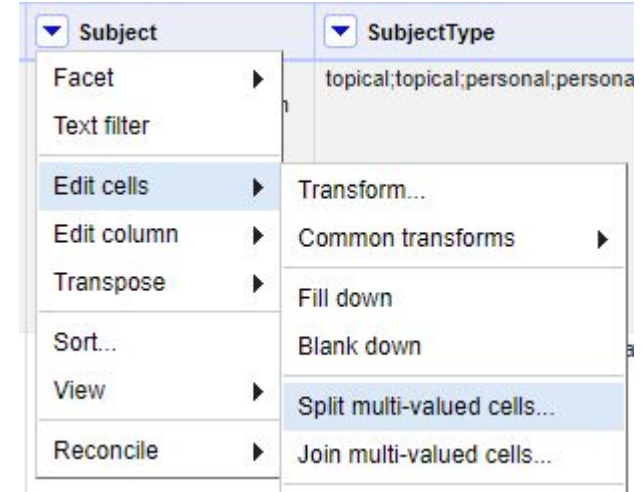 Subject SubjectType
Facet
topical;topical;personal;persona
Text filter
Edit cells
Transform...
Edit column
Common transforms
Transpose
Fill down
Sort...
Blank down
View
Split multi-valued cells...
Reconcile
Join multi-valued cells...